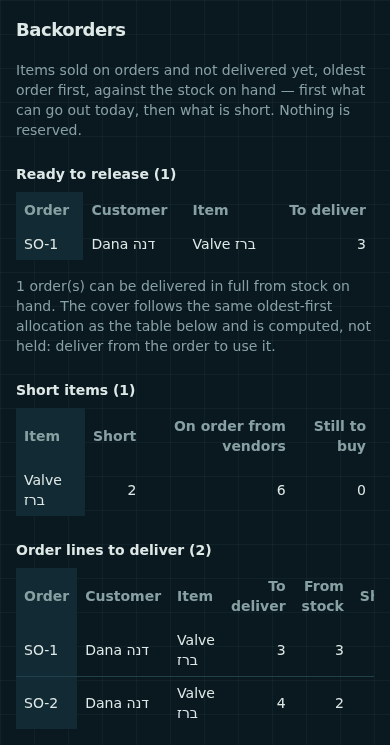 Backorders
Items sold on orders and not delivered yet, oldest
order first, against the stock on hand — first what
can go out today, then what is short. Nothing is
reserved.
Ready to release (1)
Order Customer Item To deliver
SO-1 Dana דנה Valve ברז 3
1 order(s) can be delivered in full from stock on
hand. The cover follows the same oldest-first
allocation as the table below and is computed, not
held: deliver from the order to use it.
Short items (1)
Item Short On order from vendors Still to buy
Valve ברז 2 6 0
Order lines to deliver (2)
Order Customer Item To deliver From stock
SO-1 Dana דנה Valve ברז 3 3
SO-2 Dana דנה Valve ברז 4 2